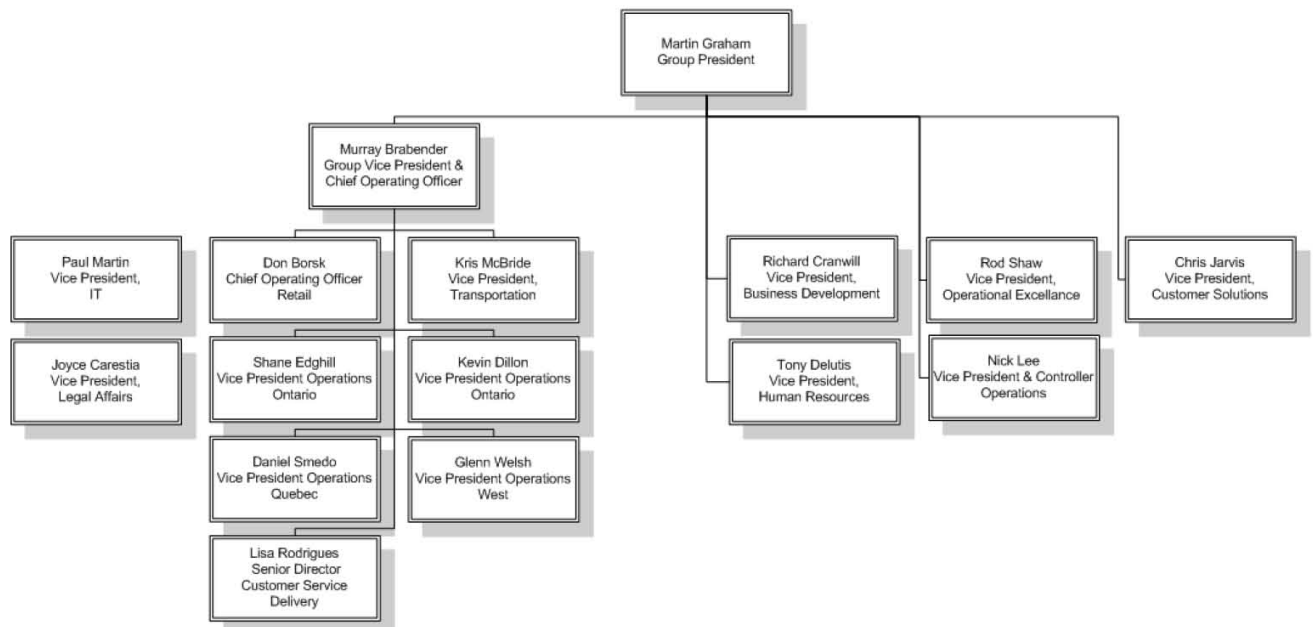 Martin Graham
Group President
Murray Brabender
Group Vice President &
Chief Operating Officer
Paul Martin
Vice President,
IT
Don Borsk
Chief Operating Officer
Retail
Kris McBride
Vice President,
Transportation
Richard Cranwill
Vice President,
Business Development
Rod Shaw
Vice President,
Operational Excellance
Chris Jarvis
Vice President,
Customer Solutions
Joyce Carestia
Vice President,
Legal Affairs
Shane Edghill
Vice President Operations
Ontario
Kevin Dillon
Vice President Operations
Ontario
Tony Delutis
Vice President,
Human Resources
Nick Lee
Vice President & Controller
Operations
Daniel Smedo
Vice President Operations
Quebec
Glenn Welsh
Vice President Operations
West
Lisa Rodrigues
Senior Director
Customer Service
Delivery